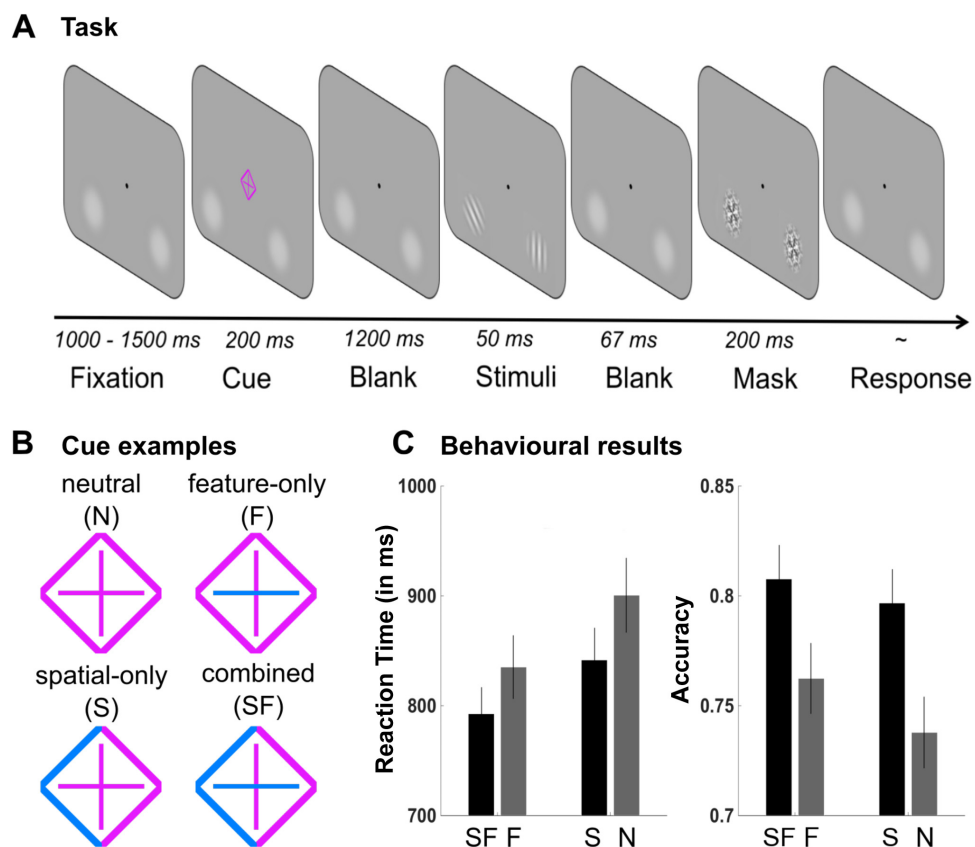 A Task
1000 - 1500 ms 200 ms 1200 ms 50 ms 67 ms 200 ms ~
Fixation Cue Blank Stimuli Blank Mask Response
B Cue examples
neutral
(N)
feature-only
(F)
spatial-only
(S)
combined
(SF)
C Behavioural results
Reaction Time (in ms)
1000
900
800
700
SF F S N
Accuracy
0.85
0.8
0.75
0.7
SF F S N